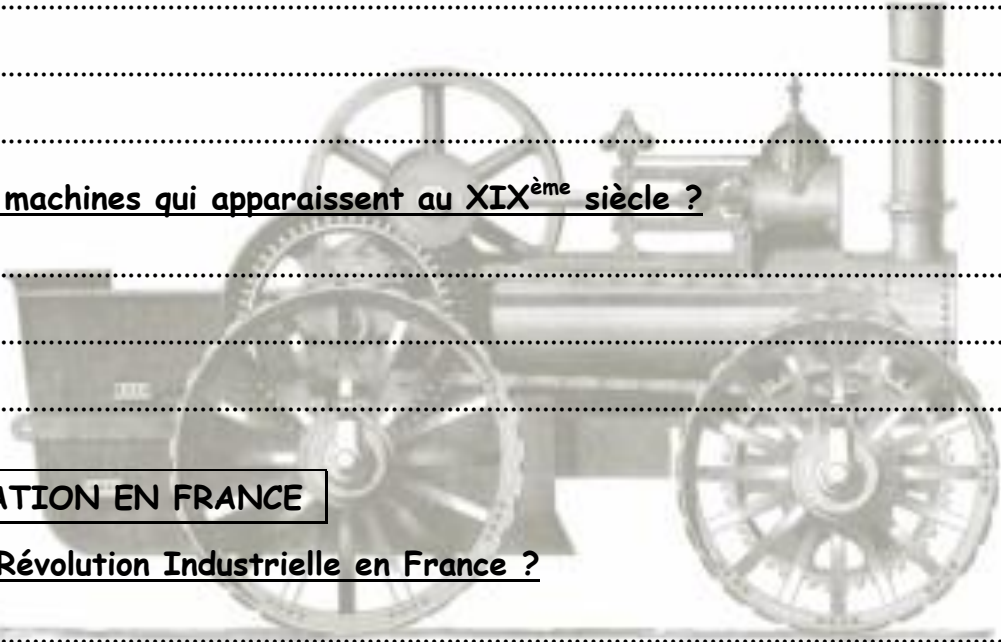 machines qui apparaissent au XIXème siècle ?
ATION EN FRANCE
Révolution Industrielle en France ?